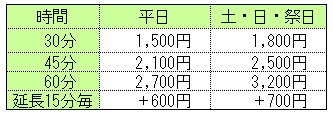 時間 平日 土・日・祭日
30分 1,500円 1,800円
45分 2,100円 2,500円
60分 2,700円 3,200円
延長15分毎 +600円 +700円